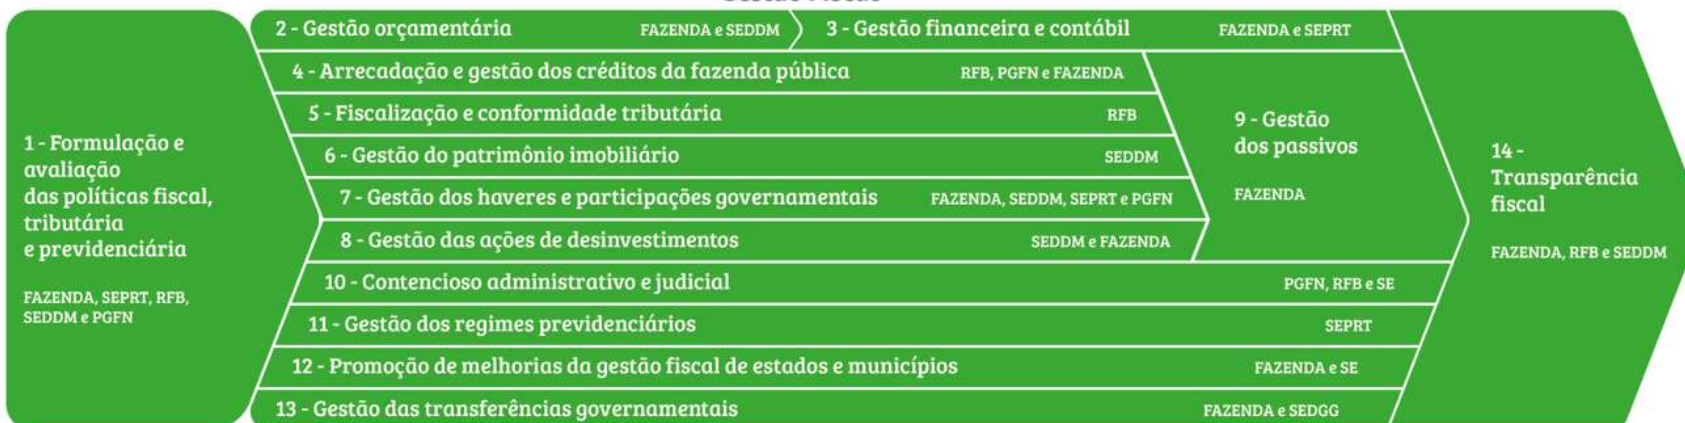 1 - Formulação e
avaliação
das políticas fiscal,
tributária
e previdenciária
FAZENDA, SEPRT, RFB,
SEDDM e PGFN
2 - Gestão orçamentária FAZENDA e SEDDM
3 - Gestão financeira e contábil FAZENDA e SEPRT
4 - Arrecadação e gestão dos créditos da fazenda pública RFB, PGFN e FAZENDA
5 - Fiscalização e conformidade tributária RFB
6 - Gestão do patrimônio imobiliário SEDDM
7 - Gestão dos haveres e participações governamentais FAZENDA, SEDDM, SEPRT e PGFN
8 - Gestão das ações de desinvestimentos SEDDM e FAZENDA
9 - Gestão
dos passivos
FAZENDA
10 - Contencioso administrativo e judicial PGFN, RFB e SE
11 - Gestão dos regimes previdenciários SEPRT
12 - Promoção de melhorias da gestão fiscal de estados e municípios FAZENDA e SE
13 - Gestão das transferências governamentais FAZENDA e SEDGG
14 -
Transparência
fiscal
FAZENDA, RFB e SEDDM